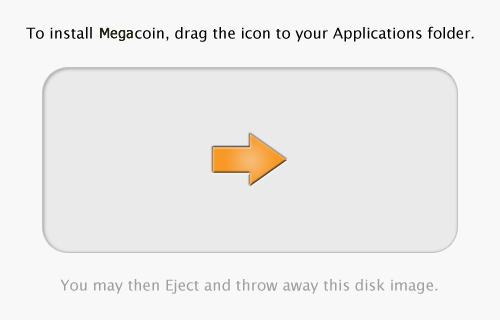 To install Megacoin, drag the icon to your Applications folder.
You may then Eject and throw away this disk image.